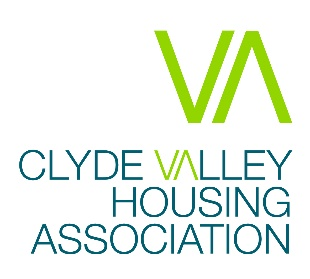 VA
CLYDE VALLEY
HOUSING
ASSOCIATION